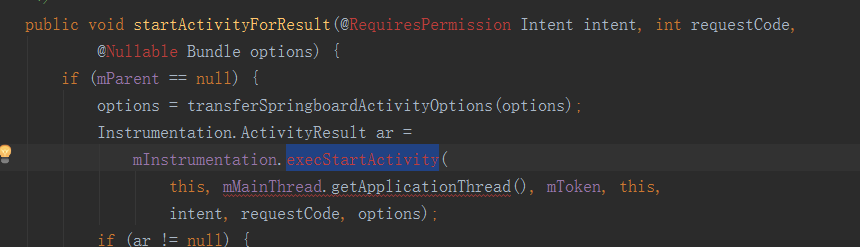 public void startActivityForResult(@RequiresPermission Intent intent, int requestCode,
@Nullable Bundle options) {
if (mParent == null) {
options = transferSpringboardActivityOptions(options);
Instrumentation.ActivityResult ar =
mInstrumentation.execStartActivity(
this, mMainThread.getApplicationThread(), mToken, this,
intent, requestCode, options);
if (ar != null) {